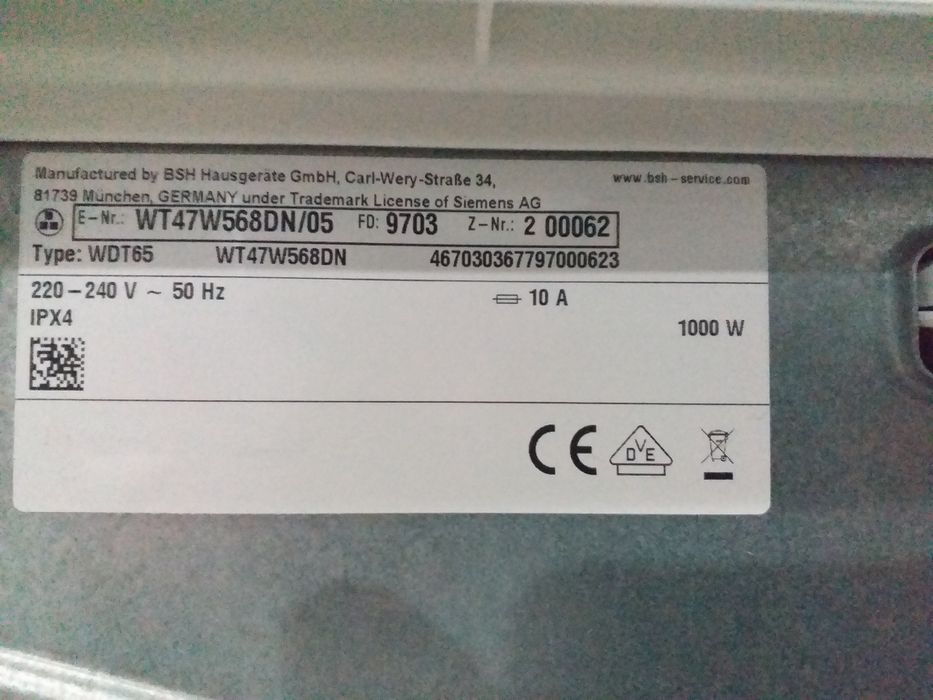 Manufactured by BSH Hausgeräte GmbH, Carl-Wery-Straße 34,
www.bsh-service.com
81739 München, GERMANY under Trademark License of Siemens AG
E-Nr.: WT47W568DN/05 FD: 9703 Z-Nr.: 2 00062
Type: WDT65 WT47W568DN 467030367797000623
220-240 V ~ 50 Hz 10 A
IPX4
1000 W
CE DVE